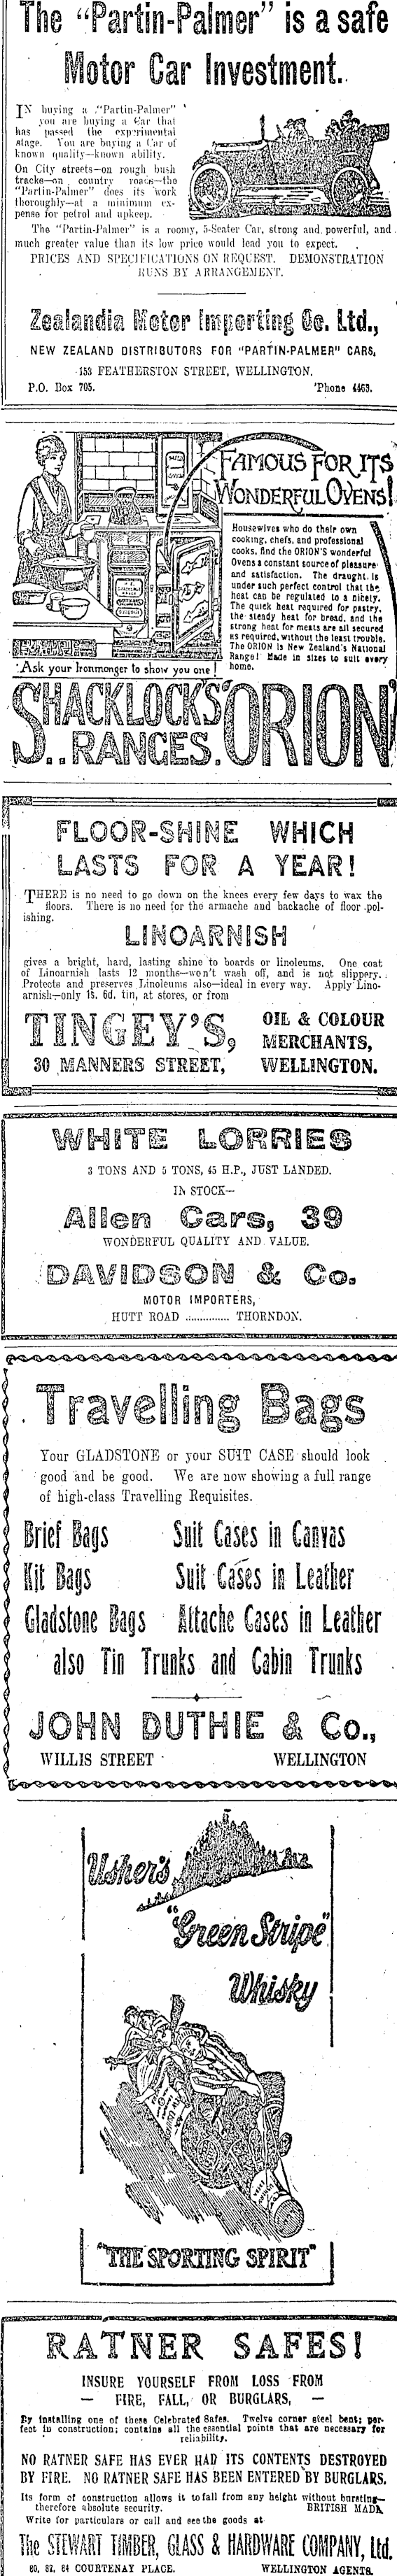 The "Partin-Palmer" is a safe
Motor Car Investment.
IN buying a "Partin-Palmer"
you are buying a Car that
has passed the experimental
stage. You are buying a Car of
known quality—known ability.
On City streets—on rough bush
tracks—on country roads—the
"Partin-Palmer" does its work
thoroughly—at a minimum ex-
pense for petrol and upkeep.
The "Partin-Palmer" is a roomy, 5-Seater Car, strong and powerful, and
much greater value than its low price would lead you to expect.
PRICES AND SPECIFICATIONS ON REQUEST. DEMONSTRATION
RUNS BY ARRANGEMENT.
Zealandia Motor Importing Co. Ltd.,
NEW ZEALAND DISTRIBUTORS FOR "PARTIN-PALMER" CARS,
153 FEATHERSTON STREET, WELLINGTON.
P.O. Box 705. 'Phone 4463.
FAMOUS FOR ITS
WONDERFUL OVENS!
Housewives who do their own
cooking, chefs, and professional
cooks, find the ORION'S wonderful
Ovens a constant source of pleasure
and satisfaction. The draught is
under such perfect control that the
heat can be regulated to a nicety.
The quick heat required for pastry,
the steady heat for bread, and the
strong heat for meats are all secured
as required, without the least trouble.
The ORION is New Zealand's National
Range! Made in sizes to suit every
home.
Ask your Ironmonger to show you one!
SHACKLOCK'S "ORION"
RANGES.
FLOOR-SHINE WHICH
LASTS FOR A YEAR!
THERE is no need to go down on the knees every few days to wax the
floors. There is no need for the armache and backache of floor pol-
ishing.
LINOARNISH
gives a bright, hard, lasting shine to boards or linoleums. One coat
of Linoarnish lasts 12 months—won't wash off, and is not slippery.
Protects and preserves Linoleums also—ideal in every way. Apply Lino-
arnish—only 1s. 6d. tin, at stores, or from
TINGEY'S, OIL & COLOUR
MERCHANTS,
30 MANNERS STREET, WELLINGTON.
WHITE LORRIES
3 TONS AND 5 TONS, 45 H.P., JUST LANDED.
IN STOCK—
Allen Cars, 39
WONDERFUL QUALITY AND VALUE.
DAVIDSON & Co.
MOTOR IMPORTERS,
HUTT ROAD .............. THORNDON.
Travelling Bags
Your GLADSTONE or your SUIT CASE should look
good and be good. We are now showing a full range
of high-class Travelling Requisites.
Brief Bags Suit Cases in Canvas
Kit Bags Suit Cases in Leather
Gladstone Bags Attache Cases in Leather
also Tin Trunks and Cabin Trunks
JOHN DUTHIE & Co.,
WILLIS STREET WELLINGTON
Usher's
"Green Stripe"
Whisky
"THE SPORTING SPIRIT"
RATNER SAFES!
INSURE YOURSELF FROM LOSS FROM
— FIRE, FALL, OR BURGLARS, —
By installing one of these Celebrated Safes. Twelve corner steel bent; per-
fect in construction; contains all the essential points that are necessary for
reliability.
NO RATNER SAFE HAS EVER HAD ITS CONTENTS DESTROYED
BY FIRE. NO RATNER SAFE HAS BEEN ENTERED BY BURGLARS.
Its form of construction allows it to fall from any height without bursting—
therefore absolute security. BRITISH MADE.
Write for particulars or call and see the goods at
The STEWART TIMBER, GLASS & HARDWARE COMPANY, Ltd.
80, 82, 84 COURTENAY PLACE. WELLINGTON AGENTS.